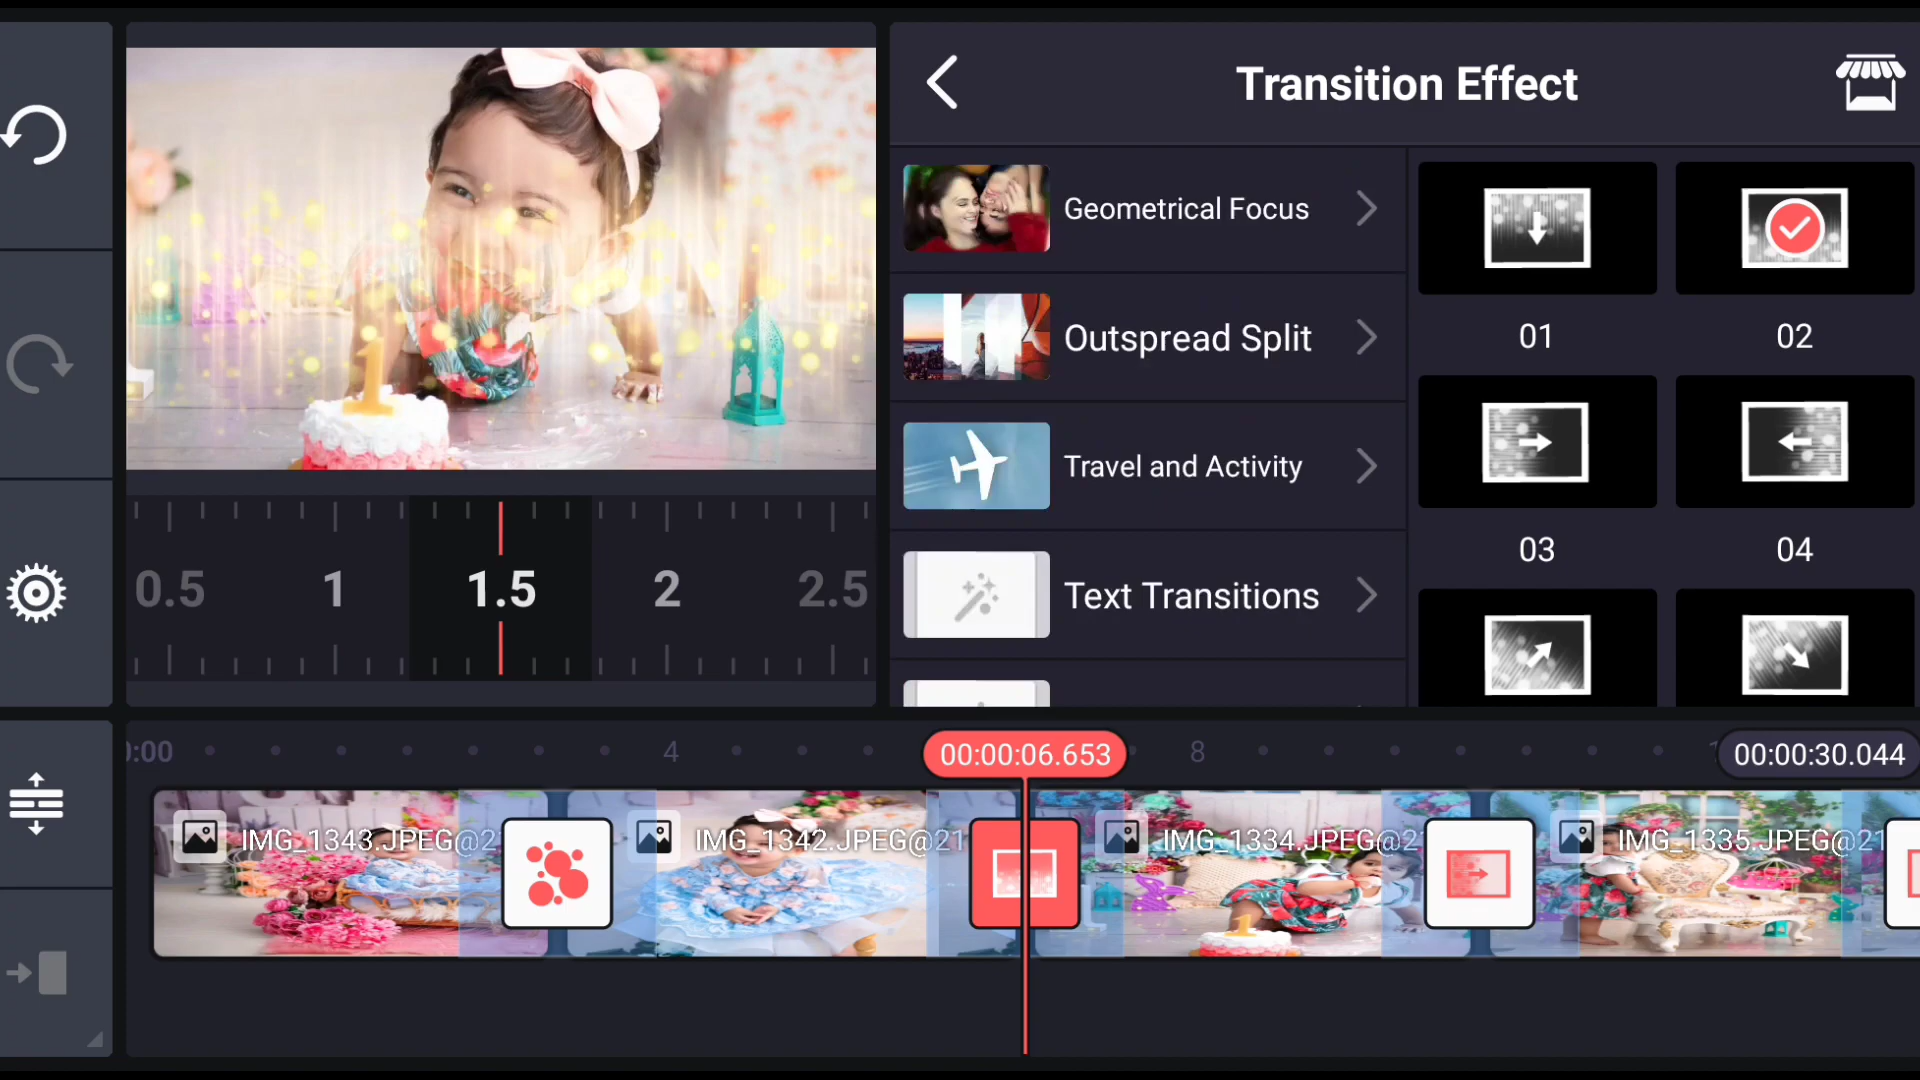 Transition Effect
Geometrical Focus
Outspread Split
Travel and Activity
Text Transitions
01
02
03
04
0.5 1 1.5 2 2.5
0:00 4 00:00:06.653 8 00:00:30.044
IMG_1343.JPEG@2 IMG_1342.JPEG@21 IMG_1334.JPEG@2 IMG_1335.JPEG@21
1